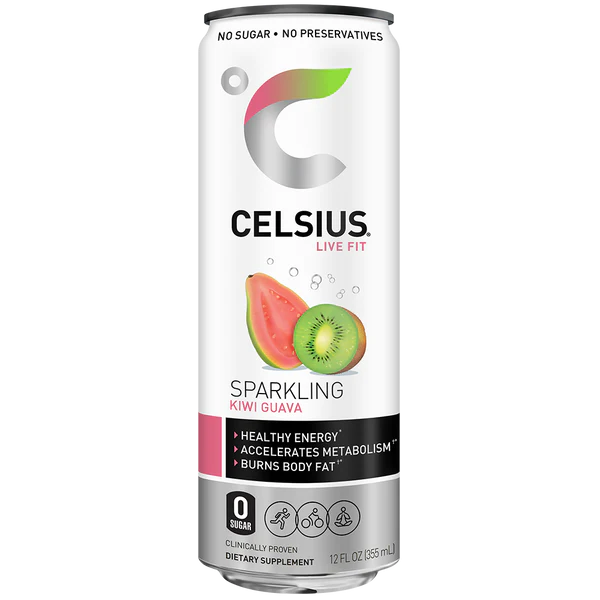 NO SUGAR • NO PRESERVATIVES
CELSIUS®
LIVE FIT
SPARKLING
KIWI GUAVA
HEALTHY ENERGY*
ACCELERATES METABOLISM†*
BURNS BODY FAT†*
0
SUGAR
CLINICALLY PROVEN
DIETARY SUPPLEMENT
12 FL OZ (355 mL)